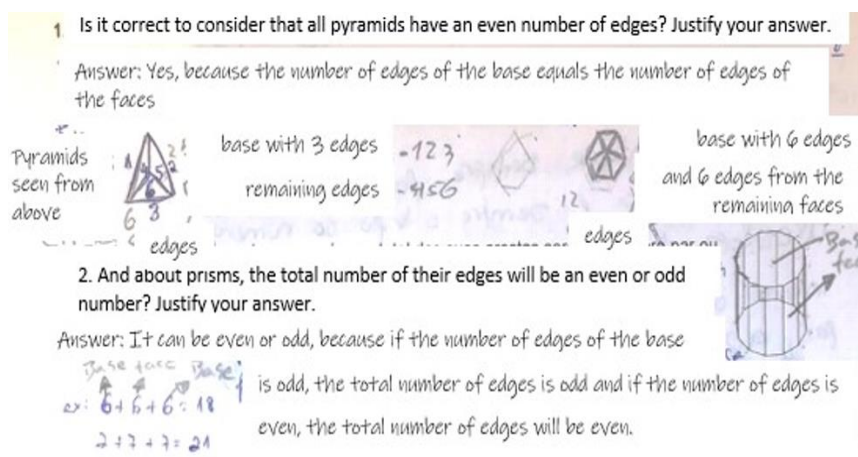 1. Is it correct to consider that all pyramids have an even number of edges? Justify your answer.
Answer: Yes, because the number of edges of the base equals the number of edges of
the faces
Pyramids
seen from
above
6 edges
base with 3 edges - 123
remaining edges - 456
12 edges
base with 6 edges
and 6 edges from the
remaining faces
2. And about prisms, the total number of their edges will be an even or odd
number? Justify your answer.
Answer: It can be even or odd, because if the number of edges of the base
is odd, the total number of edges is odd and if the number of edges is
even, the total number of edges will be even.
Base face Base
ex: 6+6+6=18
7+7+7=21